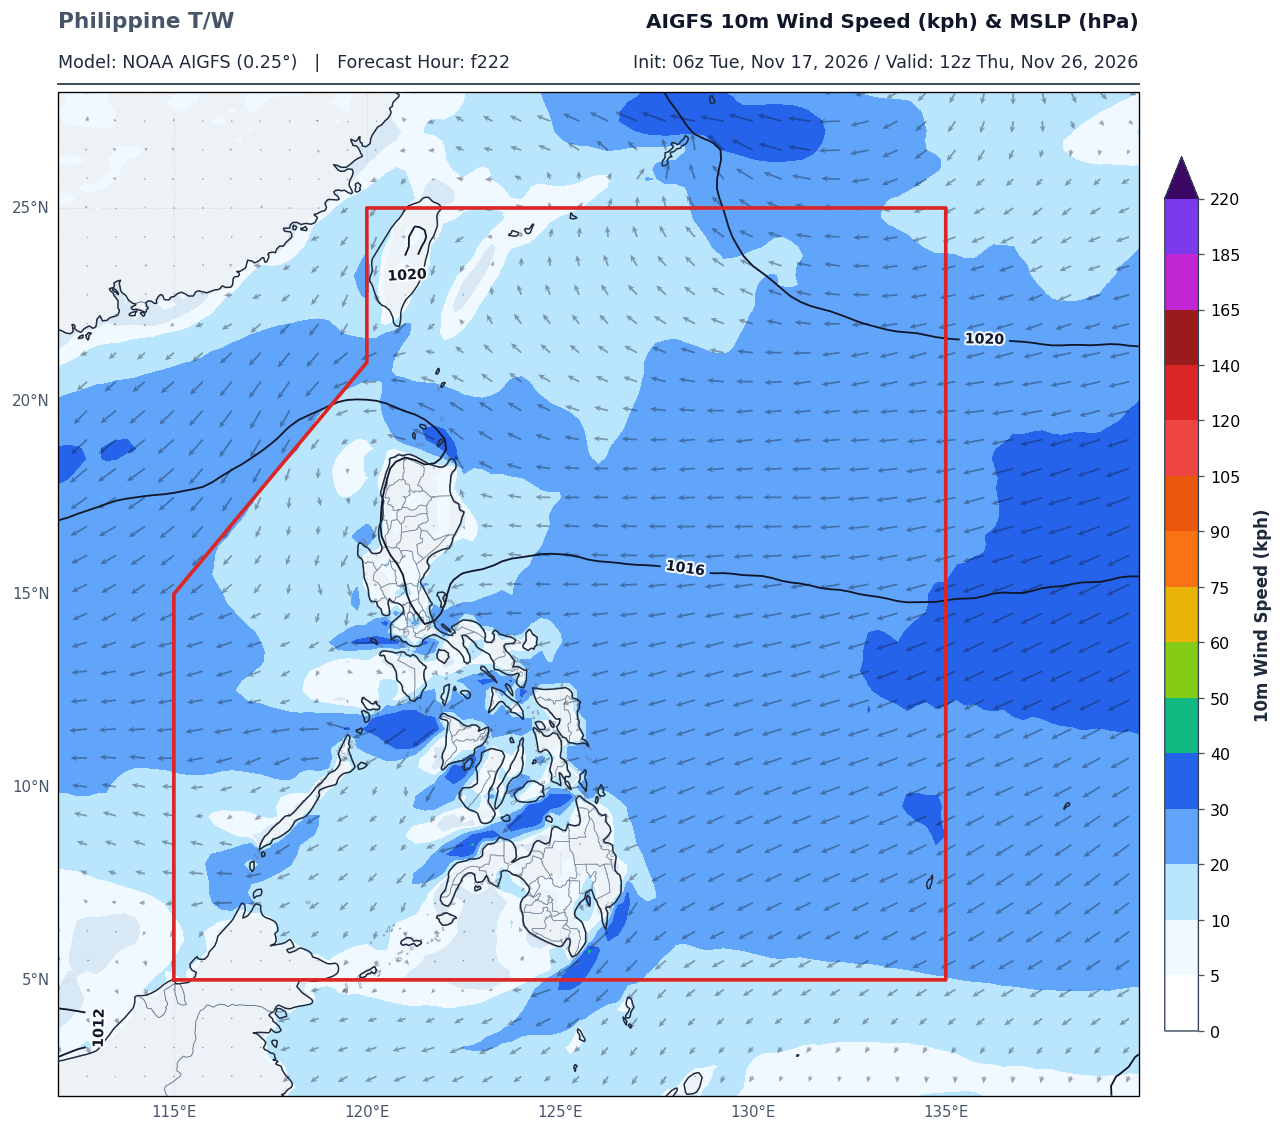 Philippine T/W
AIGFS 10m Wind Speed (kph) & MSLP (hPa)
Model: NOAA AIGFS (0.25°) | Forecast Hour: f222
Init: 06z Tue, Nov 17, 2026 / Valid: 12z Thu, Nov 26, 2026
25°N
20°N
15°N
10°N
5°N
1020
1020
1016
1012
115°E
120°E
125°E
130°E
135°E
220
185
165
140
120
105
90
75
60
50
40
30
20
10
5
0
10m Wind Speed (kph)